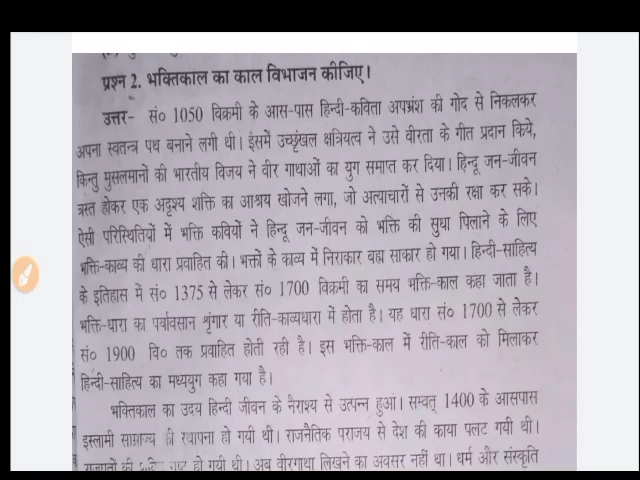 प्रश्न 2. भक्तिकाल का काल विभाजन कीजिए।
उत्तर- सं० 1050 विक्रमी के आस-पास हिन्दी-कविता अपभ्रंश की गोद से निकलकर
अपना स्वतन्त्र पथ बनाने लगी थी। इसमें उच्छृंखल क्षत्रियत्व ने उसे वीरता के गीत प्रदान किये,
किन्तु मुसलमानों की भारतीय विजय ने वीर गाथाओं का युग समाप्त कर दिया। हिन्दू जन-जीवन
त्रस्त होकर एक अदृश्य शक्ति का आश्रय खोजने लगा, जो अत्याचारों से उनकी रक्षा कर सके।
ऐसी परिस्थितियों में भक्ति कवियों ने हिन्दू जन-जीवन को भक्ति की सुधा पिलाने के लिए
भक्ति-काव्य की धारा प्रवाहित की। भक्तों के काव्य में निराकार ब्रह्म साकार हो गया। हिन्दी-साहित्य
के इतिहास में सं० 1375 से लेकर सं० 1700 विक्रमी का समय भक्ति-काल कहा जाता है।
भक्ति-धारा का पर्यावसान शृंगार या रीति-काव्यधारा में होता है। यह धारा सं० 1700 से लेकर
सं० 1900 वि० तक प्रवाहित होती रही है। इस भक्ति-काल में रीति-काल को मिलाकर
हिन्दी-साहित्य का मध्ययुग कहा गया है।
भक्तिकाल का उदय हिन्दी जीवन के नैराश्य से उत्पन्न हुआ। सम्वत् 1400 के आसपास
इस्लामी साम्राज्य की स्थापना हो गयी थी। राजनैतिक पराजय से देश की काया पलट गयी थी।
हो गयी थी। अब वीरगाथा लिखने का अवसर नहीं था। धर्म और संस्कृति